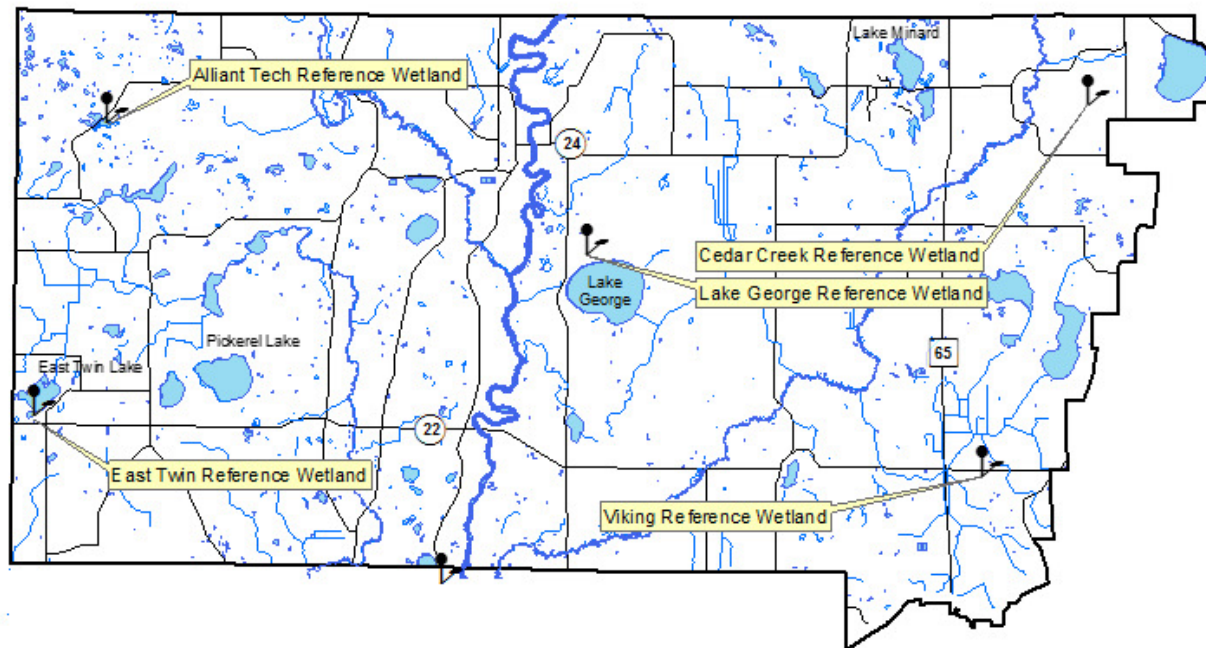 Lake Minard
Alliant Tech Reference Wetland
24
Cedar Creek Reference Wetland
Lake
George
Lake George Reference Wetland
Pickerel Lake
65
East Twin Lake
22
East Twin Reference Wetland
Viking Reference Wetland